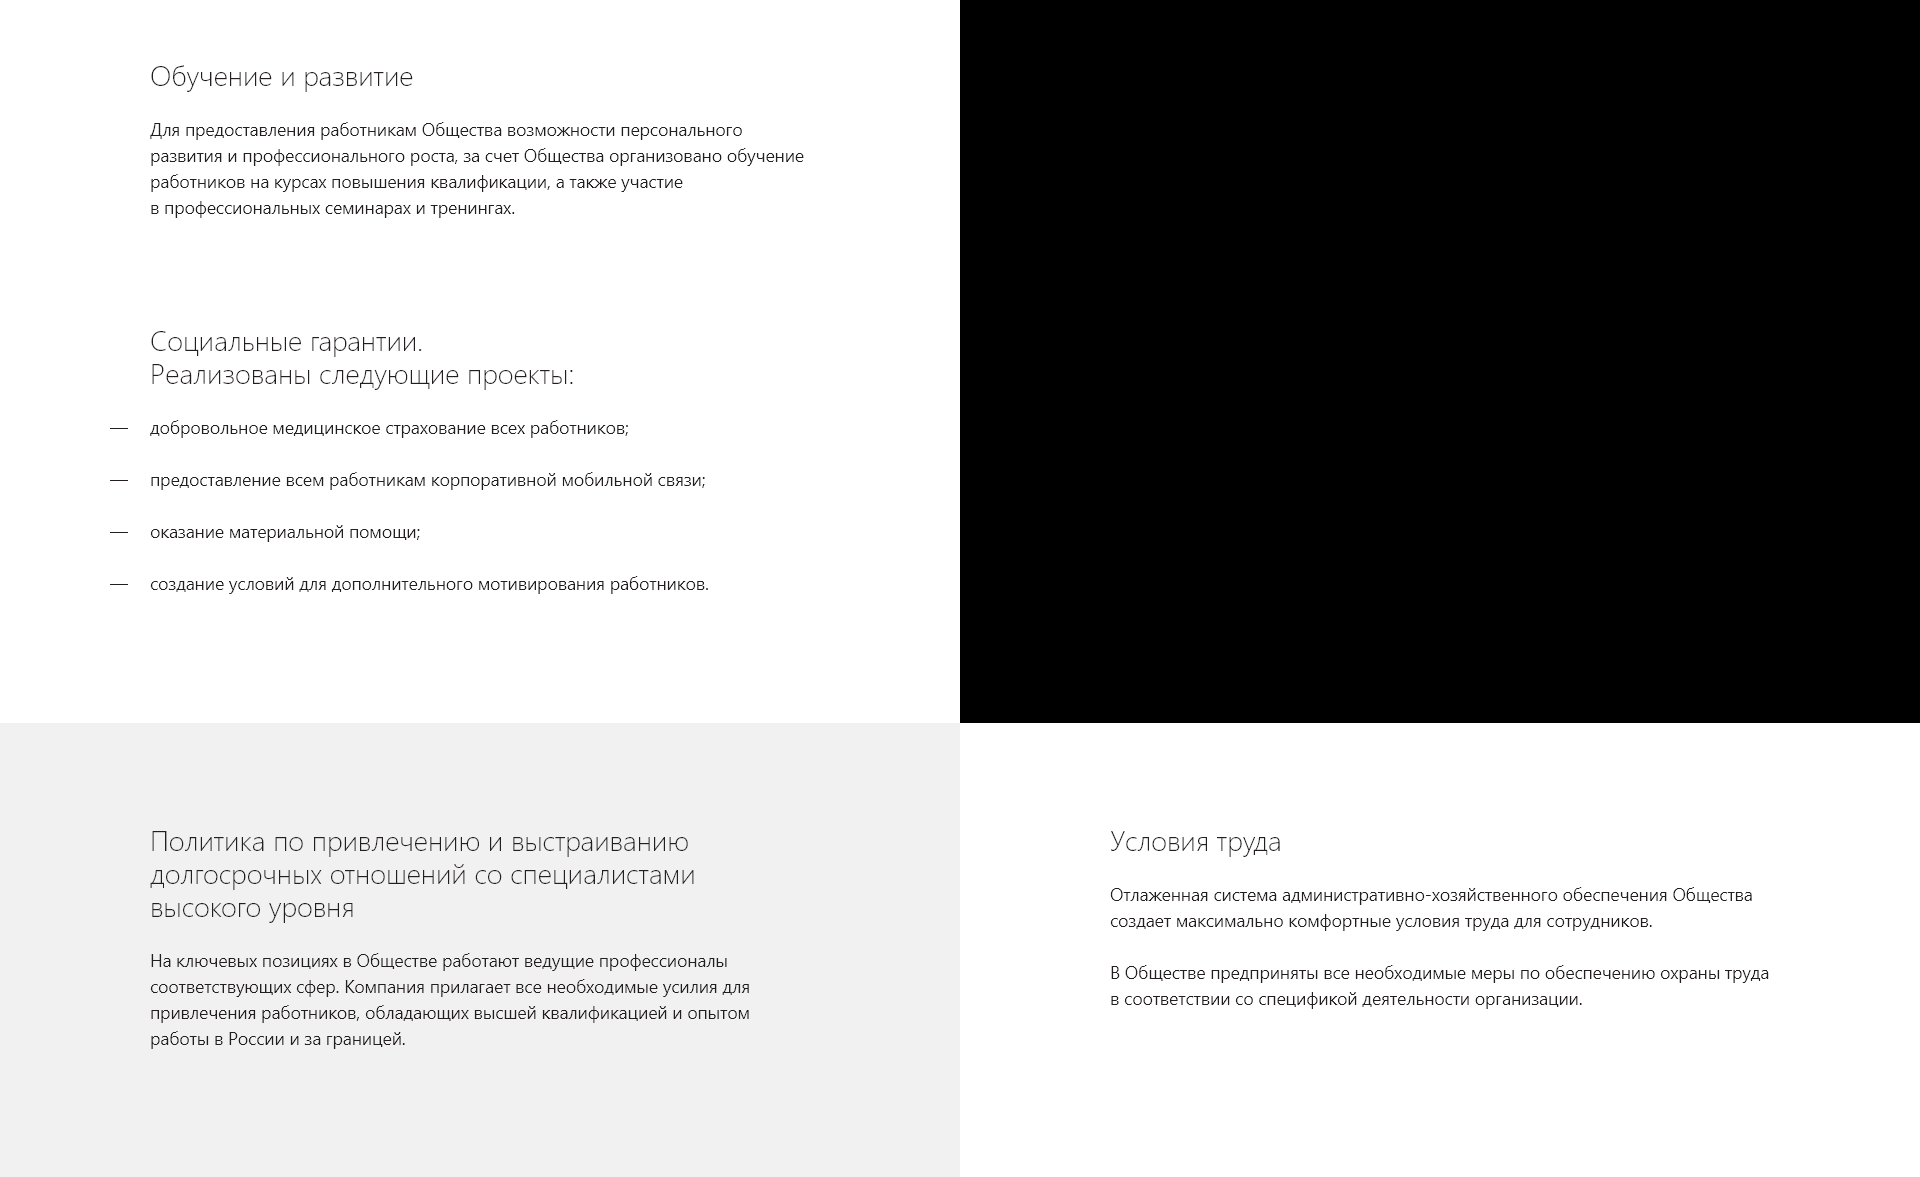 Обучение и развитие
Для предоставления работникам Общества возможности персонального
развития и профессионального роста, за счет Общества организовано обучение
работников на курсах повышения квалификации, а также участие
в профессиональных семинарах и тренингах.
Социальные гарантии.
Реализованы следующие проекты:
— добровольное медицинское страхование всех работников;
— предоставление всем работникам корпоративной мобильной связи;
— оказание материальной помощи;
— создание условий для дополнительного мотивирования работников.
Политика по привлечению и выстраиванию
долгосрочных отношений со специалистами
высокого уровня
На ключевых позициях в Обществе работают ведущие профессионалы
соответствующих сфер. Компания прилагает все необходимые усилия для
привлечения работников, обладающих высшей квалификацией и опытом
работы в России и за границей.
Условия труда
Отлаженная система административно-хозяйственного обеспечения Общества
создает максимально комфортные условия труда для сотрудников.
В Обществе предприняты все необходимые меры по обеспечению охраны труда
в соответствии со спецификой деятельности организации.